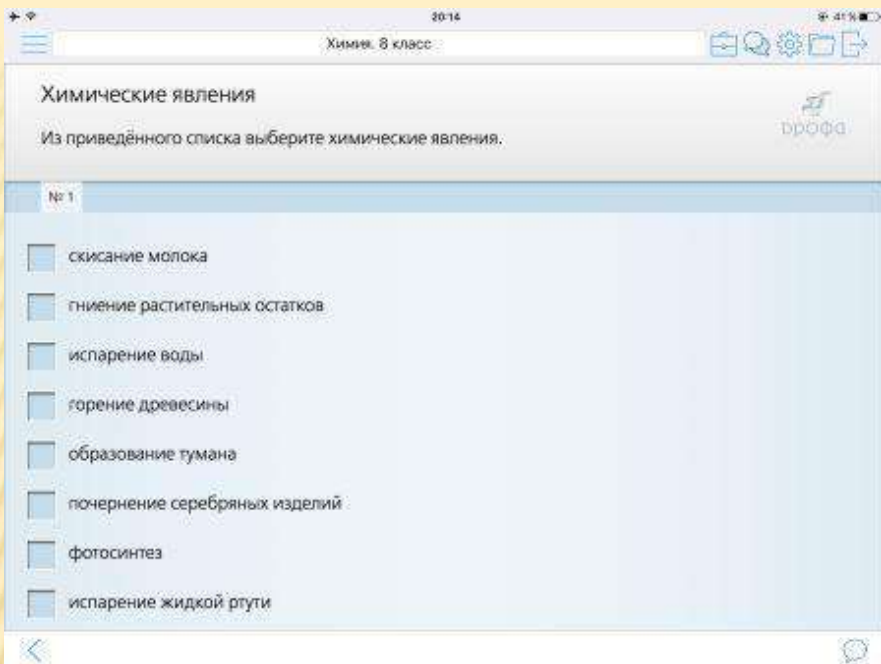 20:14
41 %
Химия. 8 класс
Химические явления
Из приведённого списка выберите химические явления.
дрофа
№ 1
скисание молока
гниение растительных остатков
испарение воды
горение древесины
образование тумана
почернение серебряных изделий
фотосинтез
испарение жидкой ртути